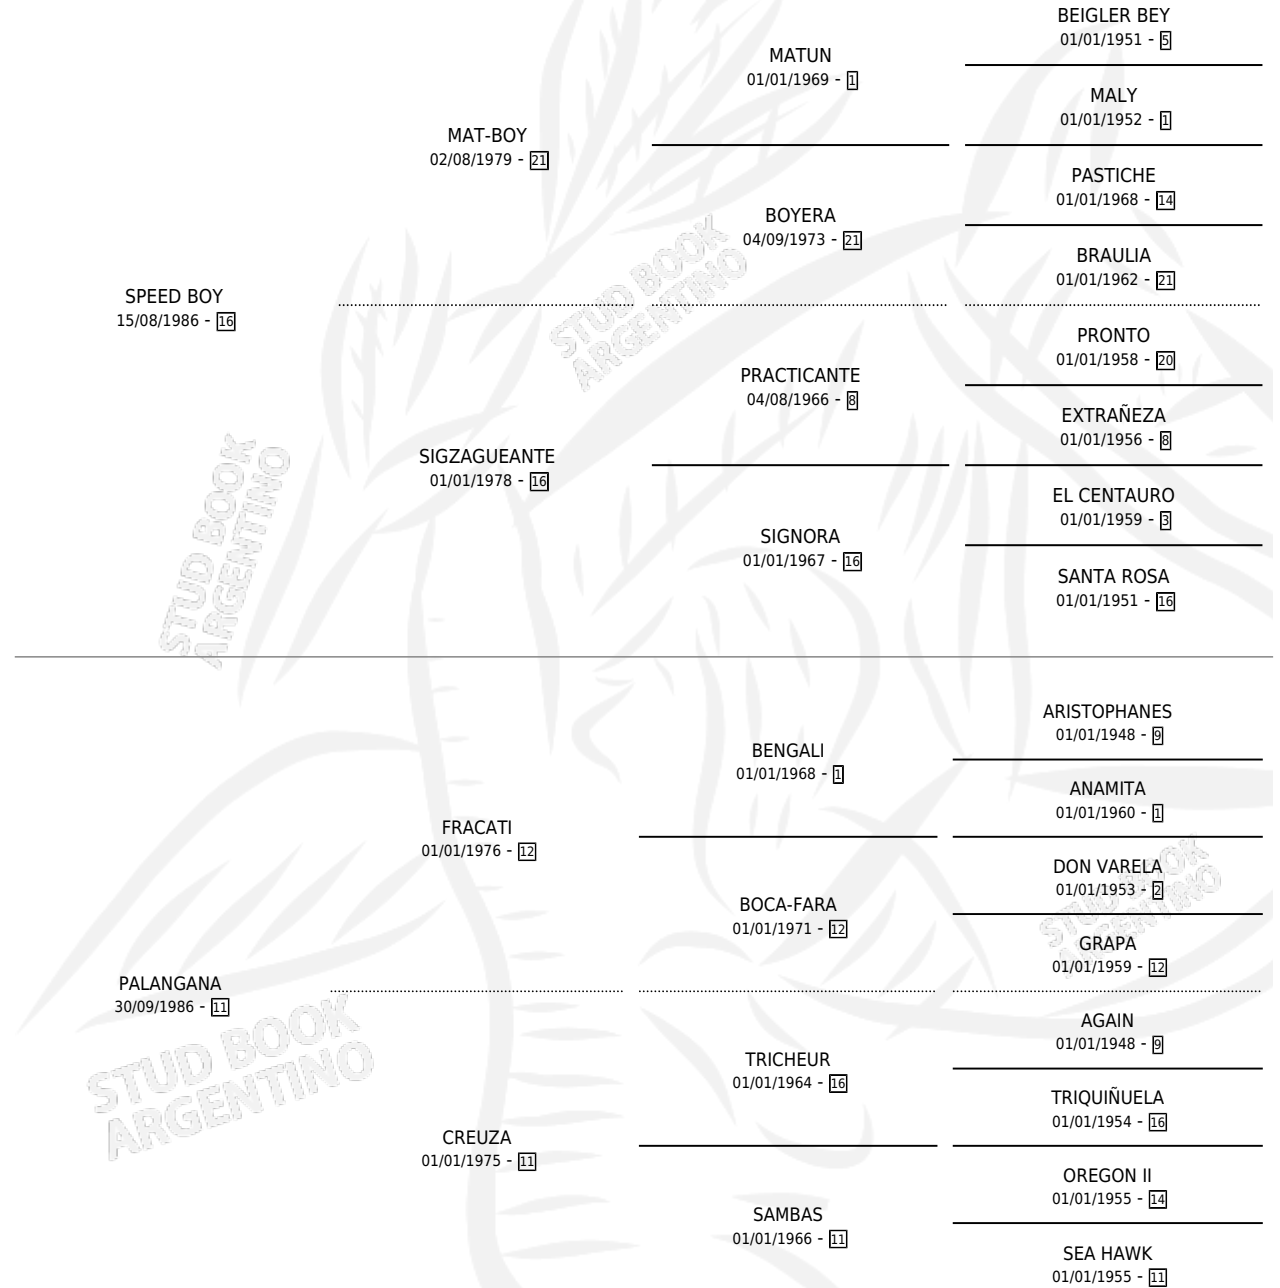 BEIGLER BEY
01/01/1951 - 5
MATUN
01/01/1969 - 1
MALY
01/01/1952 - 1
MAT-BOY
02/08/1979 - 21
PASTICHE
01/01/1968 - 14
BOYERA
04/09/1973 - 21
BRAULIA
01/01/1962 - 21
SPEED BOY
15/08/1986 - 16
PRONTO
01/01/1958 - 20
PRACTICANTE
04/08/1966 - 8
EXTRAÑEZA
01/01/1956 - 8
SIGZAGUEANTE
01/01/1978 - 16
EL CENTAURO
01/01/1959 - 3
SIGNORA
01/01/1967 - 16
SANTA ROSA
01/01/1951 - 16
ARISTOPHANES
01/01/1948 - 9
BENGALI
01/01/1968 - 1
ANAMITA
01/01/1960 - 1
FRACATI
01/01/1976 - 12
DON VARELA
01/01/1953 - 2
BOCA-FARA
01/01/1971 - 12
GRAPA
01/01/1959 - 12
PALANGANA
30/09/1986 - 11
AGAIN
01/01/1948 - 9
TRICHEUR
01/01/1964 - 16
TRIQUIÑUELA
01/01/1954 - 16
CREUZA
01/01/1975 - 11
OREGON II
01/01/1955 - 14
SAMBAS
01/01/1966 - 11
SEA HAWK
01/01/1955 - 11
STUD BOOK
ARGENTINO
STUD BOOK
ARGENTINO
STUD BOOK
ARGENTINO
STUD BOOK
ARGENTINO